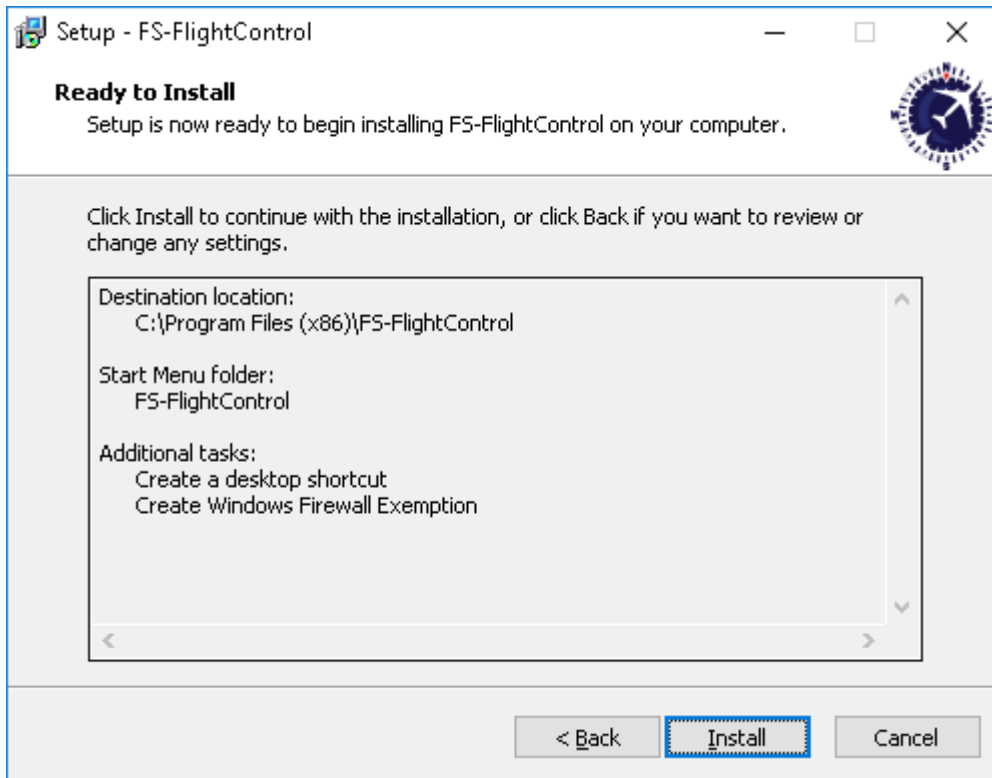 Setup - FS-FlightControl
Ready to Install
Setup is now ready to begin installing FS-FlightControl on your computer.
Click Install to continue with the installation, or click Back if you want to review or
change any settings.
Destination location:
C:\Program Files (x86)\FS-FlightControl
Start Menu folder:
FS-FlightControl
Additional tasks:
Create a desktop shortcut
Create Windows Firewall Exemption
< Back
Install
Cancel